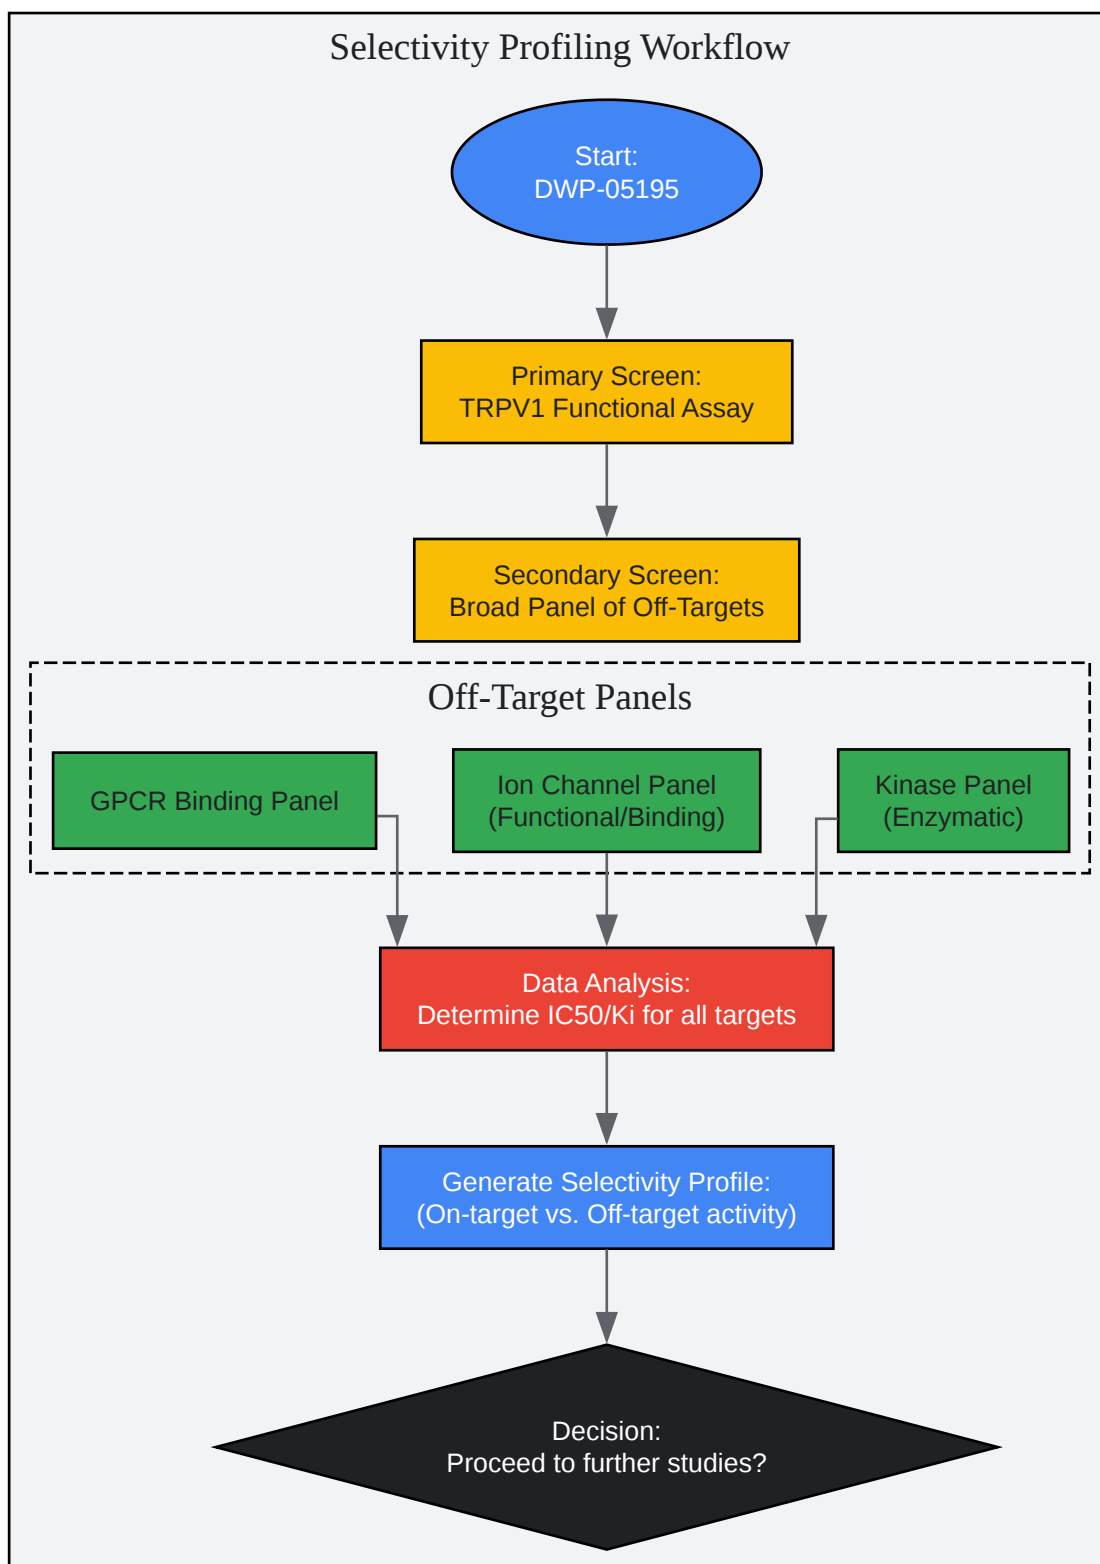 Selectivity Profiling Workflow
Start:
DWP-05195
Primary Screen:
TRPV1 Functional Assay
Secondary Screen:
Broad Panel of Off-Targets
Off-Target Panels
GPCR Binding Panel
Ion Channel Panel
(Functional/Binding)
Kinase Panel
(Enzymatic)
Data Analysis:
Determine IC50/Ki for all targets
Generate Selectivity Profile:
(On-target vs. Off-target activity)
Decision:
Proceed to further studies?